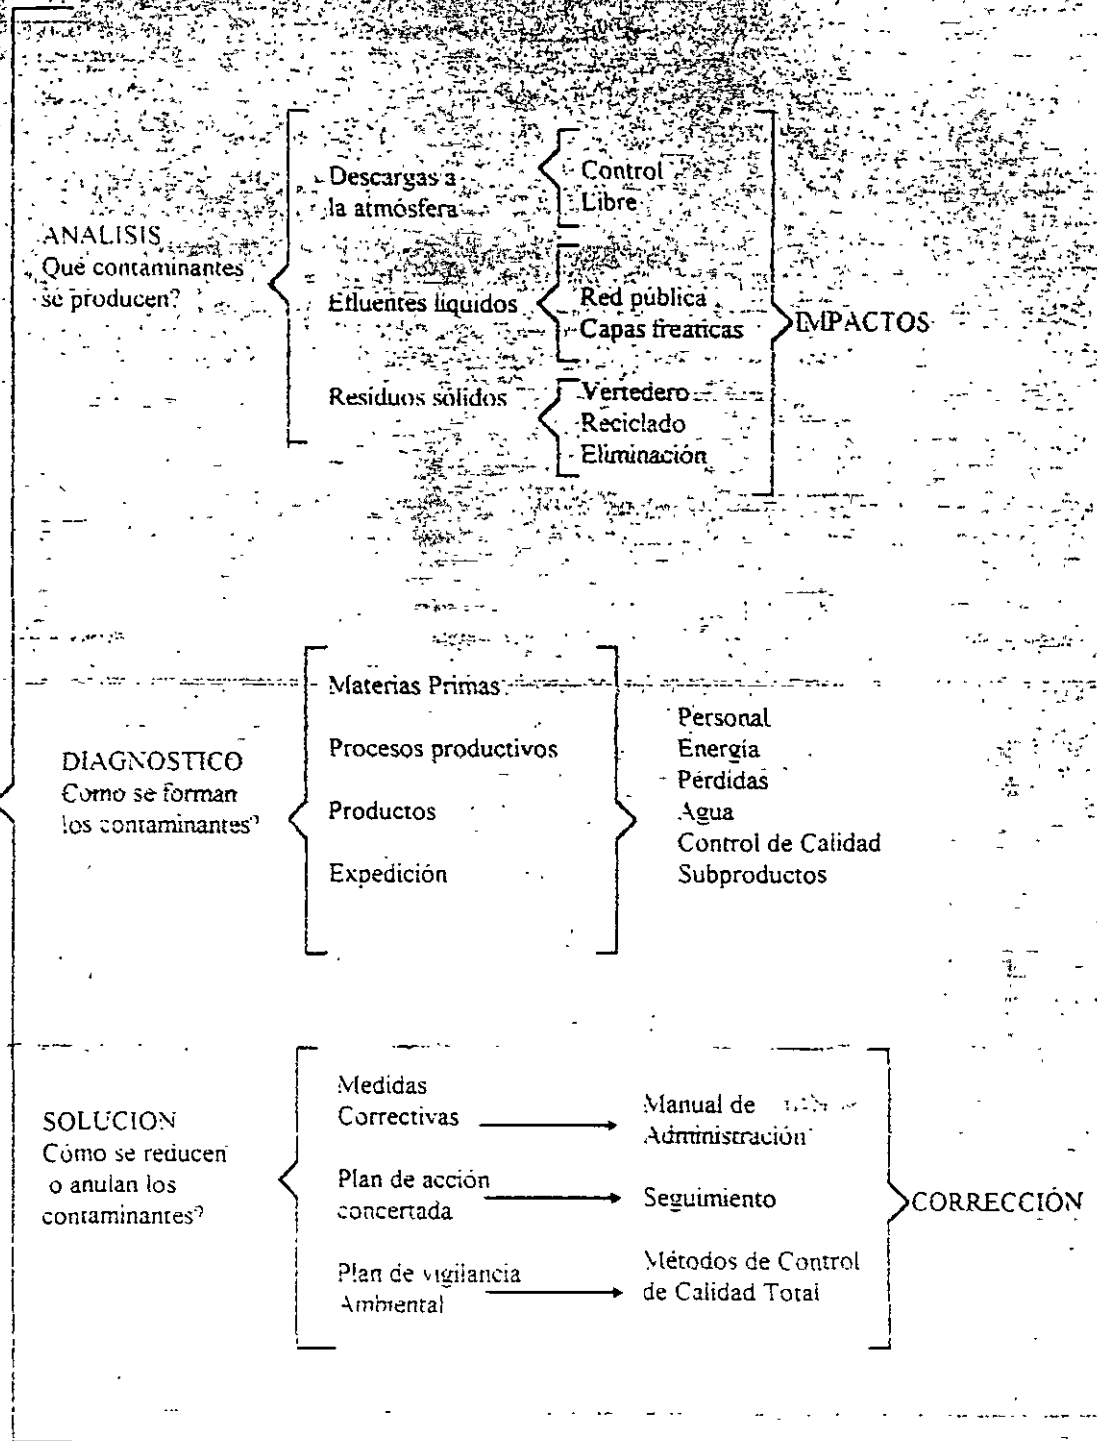 ANALISIS
Que contaminantes
se producen?
Descargas a
la atmósfera
Control
Libre
Efluentes líquidos
Red publica
Capas freaticas
Residuos sólidos
Vertedero
Reciclado
Eliminación
IMPACTOS
DIAGNOSTICO
Como se forman
los contaminantes?
Materias Primas
Procesos productivos
Productos
Expedición
Personal
Energía
Pérdidas
Agua
Control de Calidad
Subproductos
SOLUCION
Cómo se reducen
o anulan los
contaminantes?
Medidas
Correctivas
Manual de
Administración
Plan de acción
concertada
Seguimiento
Plan de vigilancia
Ambiental
Métodos de Control
de Calidad Total
CORRECCIÓN